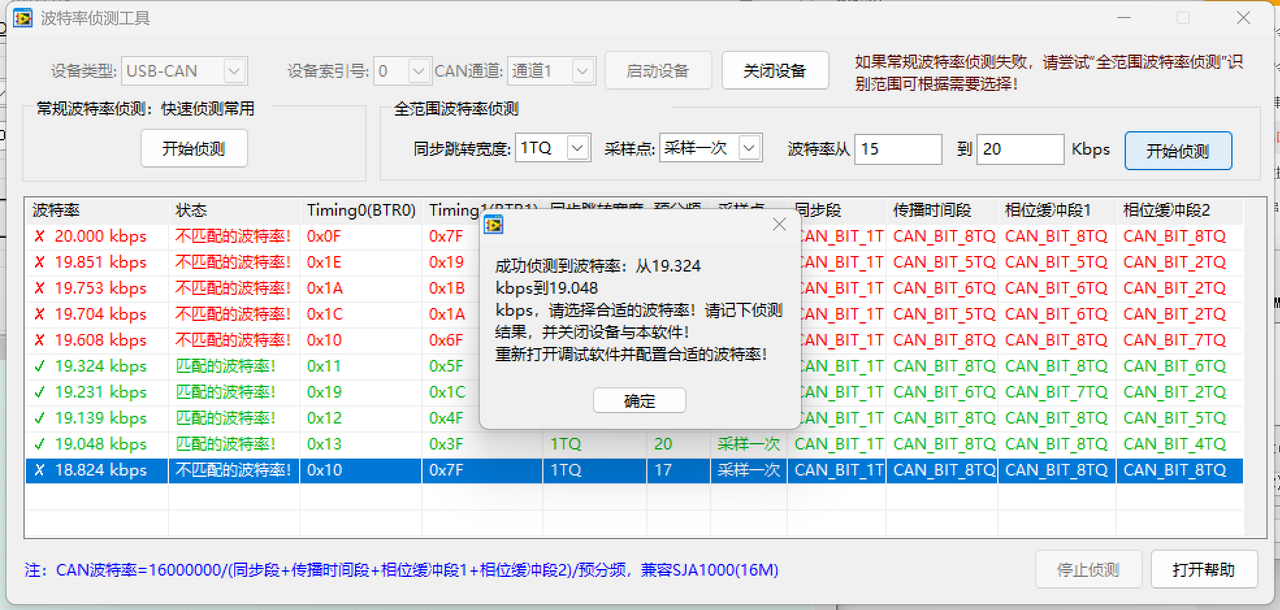 波特率侦测工具
设备类型: USB-CAN 设备索引号: 0 CAN通道: 通道1 启动设备 关闭设备
如果常规波特率侦测失败，请尝试"全范围波特率侦测"识
别范围可根据需要选择！
常规波特率侦测：快速侦测常用
开始侦测
全范围波特率侦测
同步跳转宽度: 1TQ 采样点: 采样一次 波特率从 15 到 20 Kbps 开始侦测
波特率 状态 Timing0(BTR0) 同步段 传播时间段 相位缓冲段1 相位缓冲段2
✗ 20.000 kbps 不匹配的波特率！ 0x0F 0x7F CAN_BIT_1T CAN_BIT_8TQ CAN_BIT_8TQ CAN_BIT_8TQ
✗ 19.851 kbps 不匹配的波特率！ 0x1E 0x19 CAN_BIT_1T CAN_BIT_5TQ CAN_BIT_5TQ CAN_BIT_2TQ
✗ 19.753 kbps 不匹配的波特率！ 0x1A 0x1B CAN_BIT_1T CAN_BIT_6TQ CAN_BIT_6TQ CAN_BIT_2TQ
✗ 19.704 kbps 不匹配的波特率！ 0x1C 0x1A CAN_BIT_1T CAN_BIT_5TQ CAN_BIT_6TQ CAN_BIT_2TQ
✗ 19.608 kbps 不匹配的波特率！ 0x10 0x6F CAN_BIT_1T CAN_BIT_8TQ CAN_BIT_8TQ CAN_BIT_7TQ
✓ 19.324 kbps 匹配的波特率！ 0x11 0x5F CAN_BIT_1T CAN_BIT_8TQ CAN_BIT_8TQ CAN_BIT_6TQ
✓ 19.231 kbps 匹配的波特率！ 0x19 0x1C CAN_BIT_1T CAN_BIT_6TQ CAN_BIT_7TQ CAN_BIT_2TQ
✓ 19.139 kbps 匹配的波特率！ 0x12 0x4F CAN_BIT_1T CAN_BIT_8TQ CAN_BIT_8TQ CAN_BIT_5TQ
✓ 19.048 kbps 匹配的波特率！ 0x13 0x3F 1TQ 20 采样一次 CAN_BIT_1T CAN_BIT_8TQ CAN_BIT_8TQ CAN_BIT_4TQ
✗ 18.824 kbps 不匹配的波特率！ 0x10 0x7F 1TQ 17 采样一次 CAN_BIT_1T CAN_BIT_8TQ CAN_BIT_8TQ CAN_BIT_8TQ
成功侦测到波特率：从19.324
kbps到19.048
kbps，请选择合适的波特率！请记下侦测
结果，并关闭设备与本软件！
重新打开调试软件并配置合适的波特率！
确定
注：CAN波特率=16000000/(同步段+传播时间段+相位缓冲段1+相位缓冲段2)/预分频，兼容SJA1000(16M)
停止侦测 打开帮助